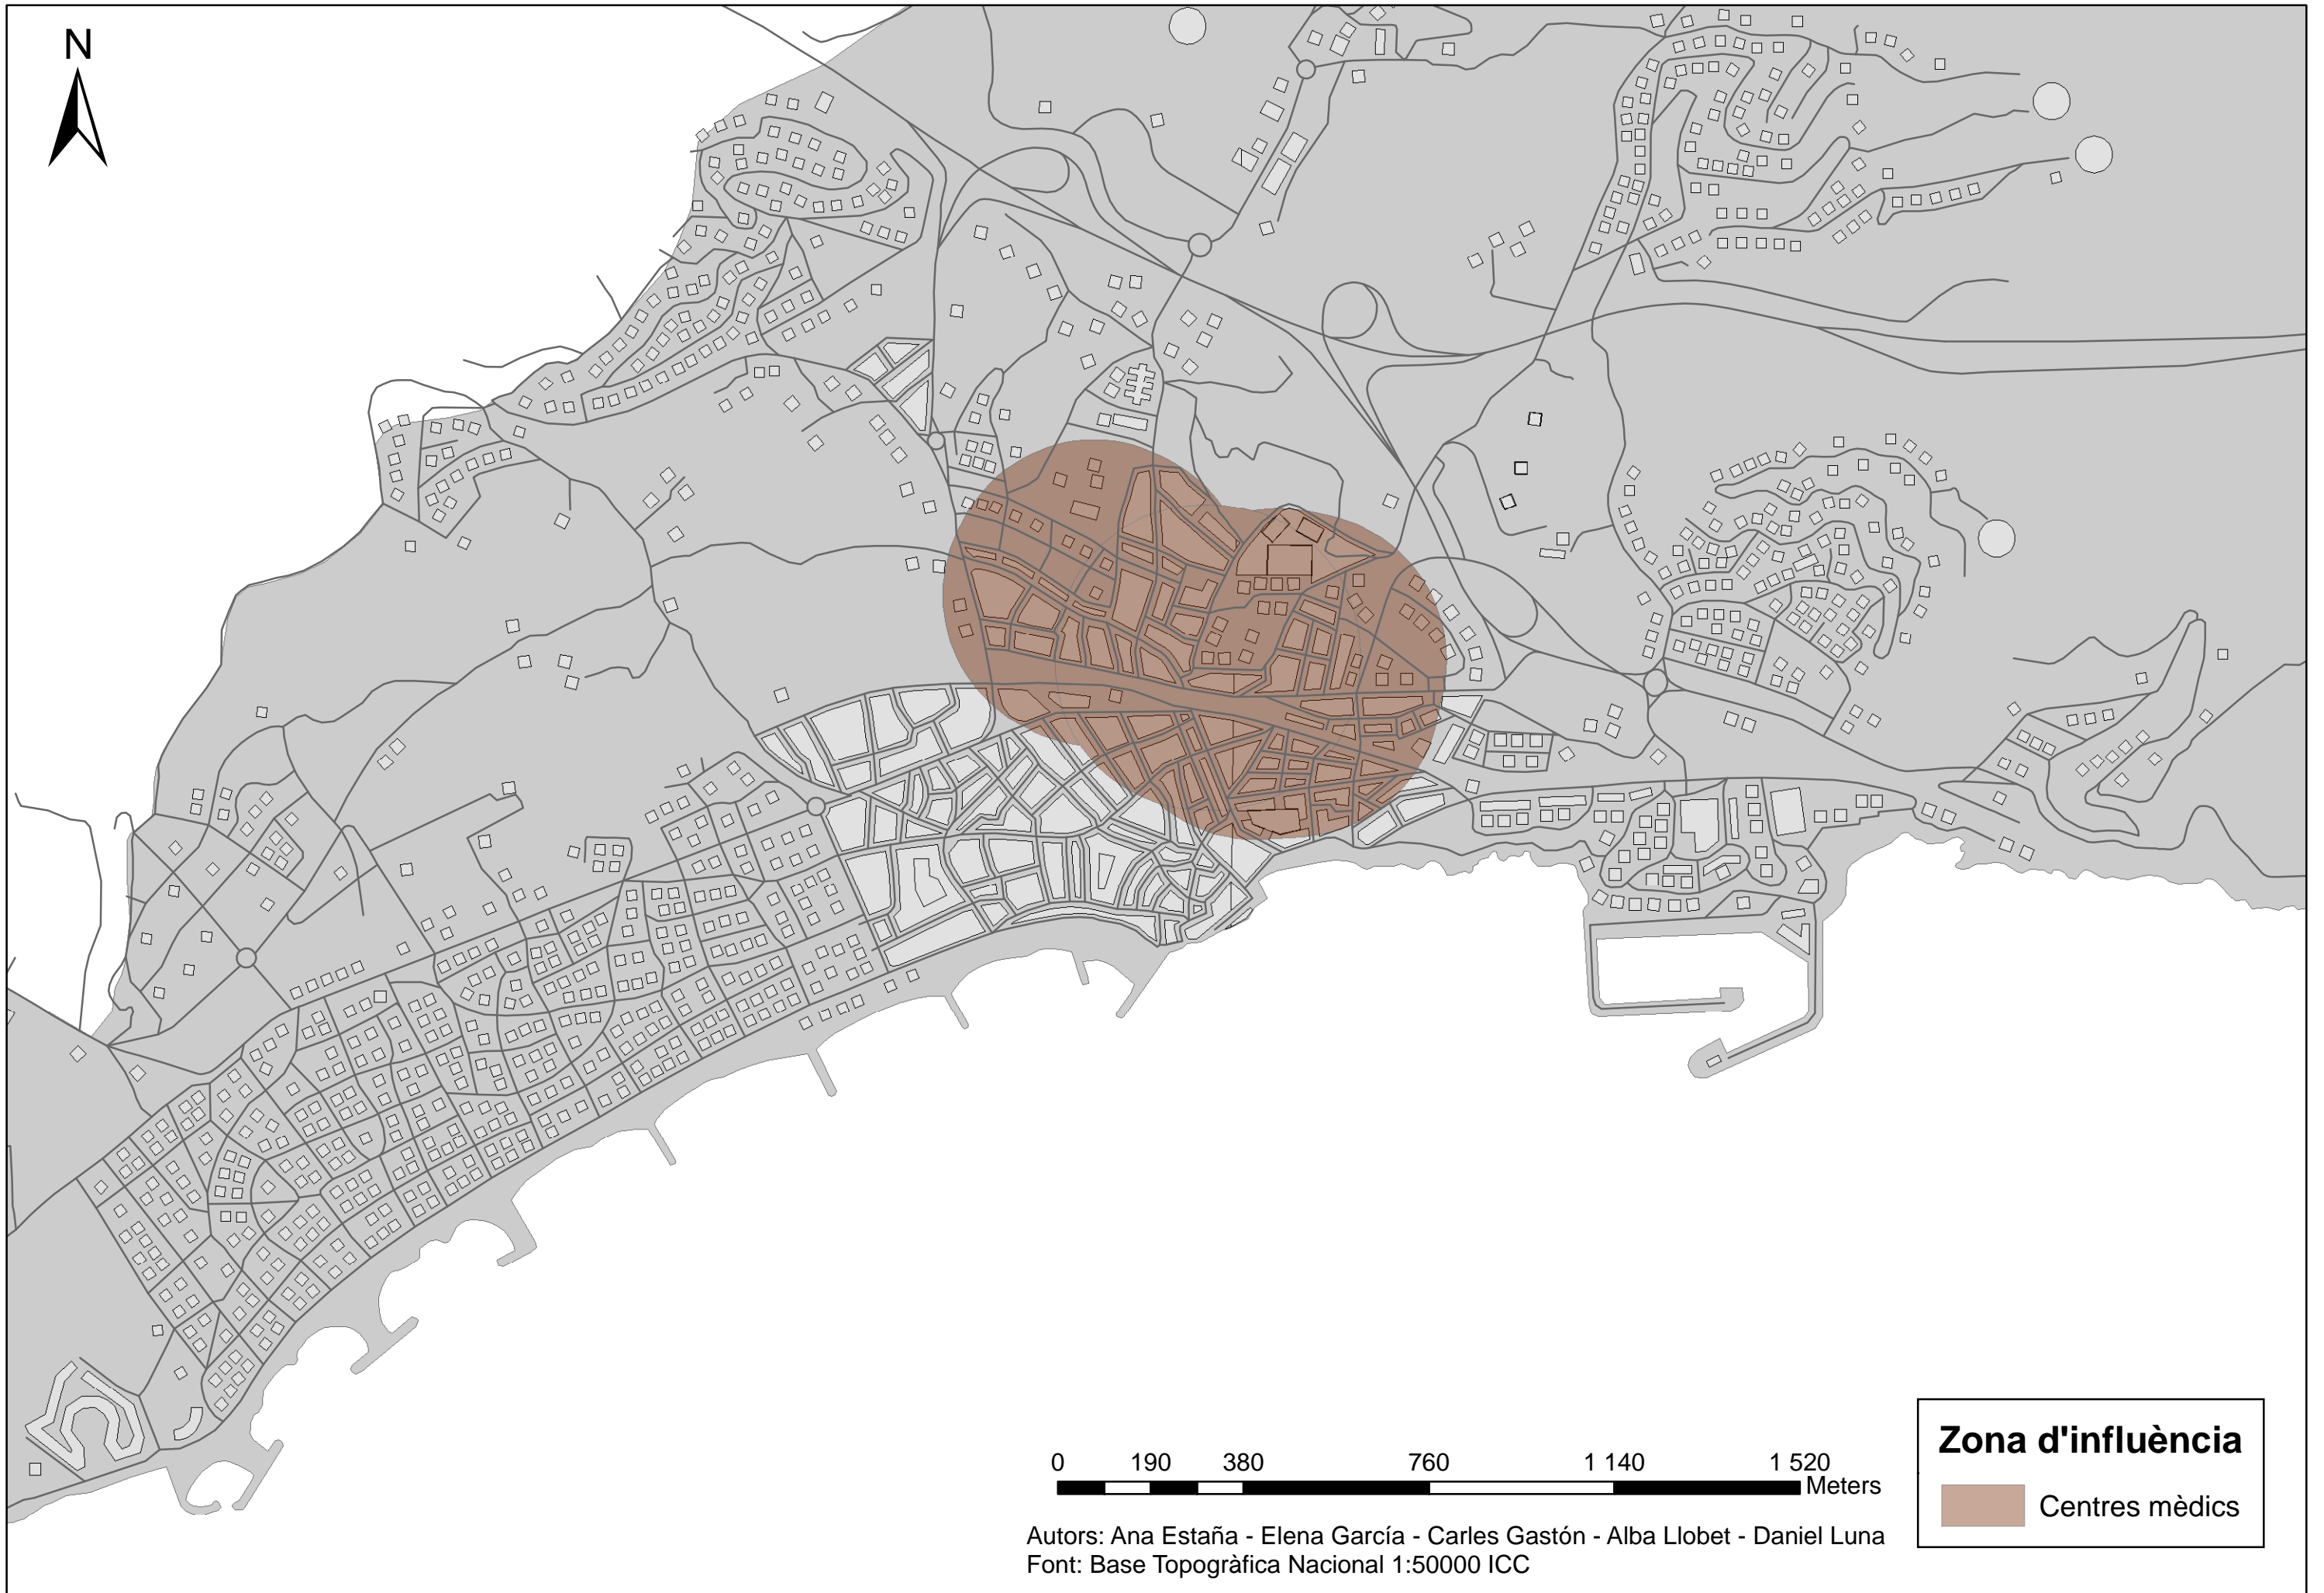 N
0 190 380 760 1 140 1 520
Meters
Autors: Ana Estaña - Elena García - Carles Gastón - Alba Llobet - Daniel Luna
Font: Base Topogràfica Nacional 1:50000 ICC
Zona d'influència
Centres mèdics